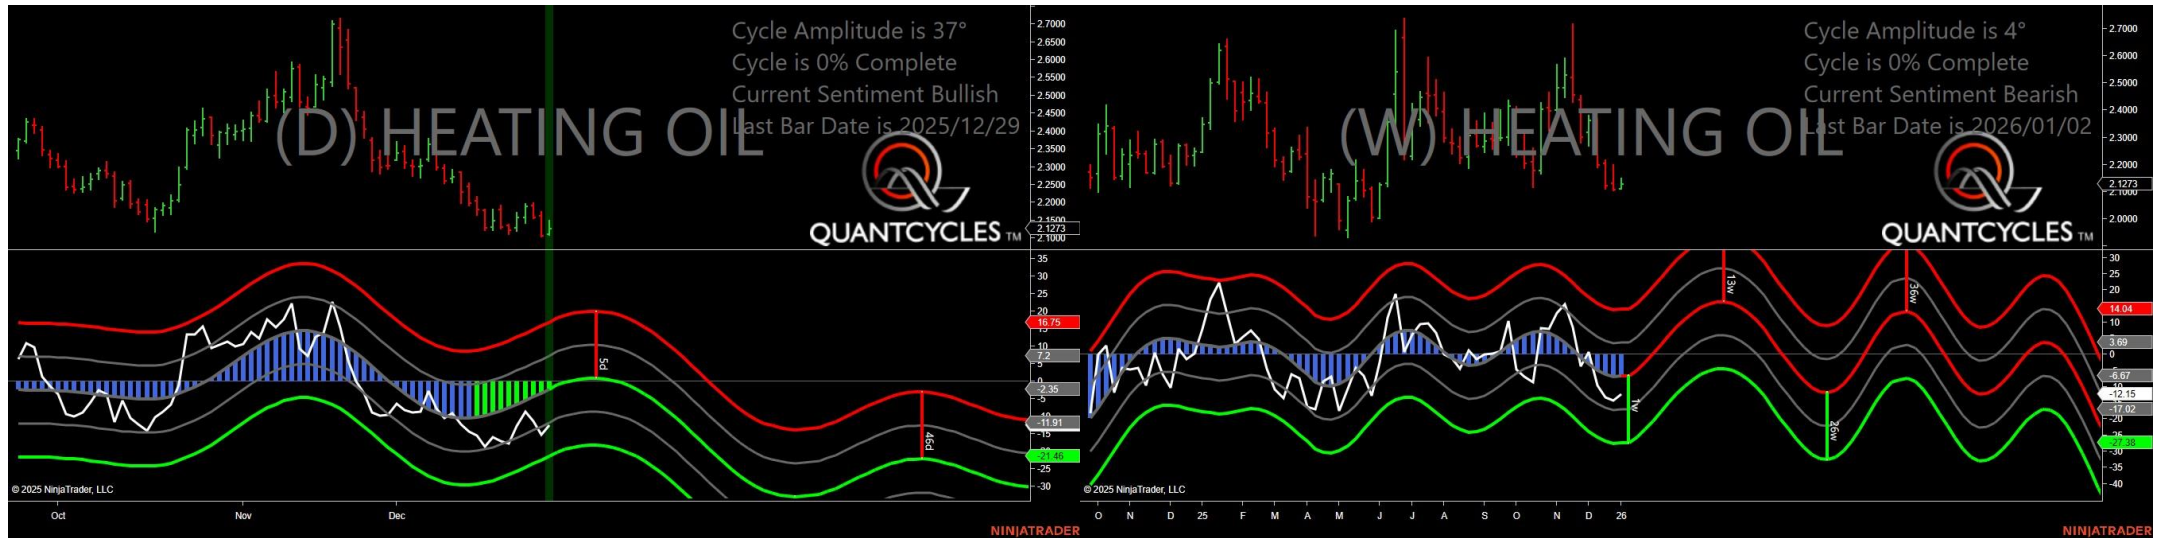 Cycle Amplitude is 37°
Cycle is 0% Complete
Current Sentiment Bullish
Last Bar Date is 2025/12/29
(D) HEATING OIL
QUANTCYCLES TM
2.7000
2.6500
2.6000
2.5500
2.5000
2.4500
2.4000
2.3500
2.3000
2.2500
2.2000
2.1500
2.1273
2.1000
35
30
25
20
16.75
15
10
7.2
5
0
-2.35
-5
-11.91
-15
-21.46
-25
-30
5d
46d
© 2025 NinjaTrader, LLC
Oct Nov Dec
NINJATRADER
Cycle Amplitude is 4°
Cycle is 0% Complete
Current Sentiment Bearish
Last Bar Date is 2026/01/02
(W) HEATING OIL
QUANTCYCLES TM
2.7000
2.6000
2.5000
2.4000
2.3000
2.2000
2.1273
2.1000
2.0000
30
25
20
14.04
10
3.69
0
-6.67
-12.15
-17.02
-20
-27.38
-30
-35
-40
13w
36w
1w
26w
© 2025 NinjaTrader, LLC
O N D 25 F M A M J J A S O N D 26
NINJATRADER